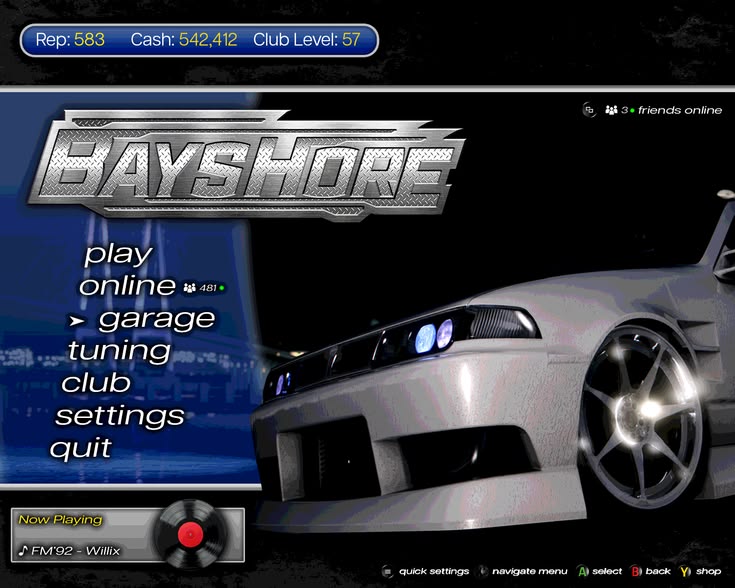 Rep: 583 Cash: 542,412 Club Level: 57
3 friends online
BAYSHORE
play
online 481
garage
tuning
club
settings
quit
Now Playing
FM'92 - Willix
quick settings navigate menu A select B back Y shop